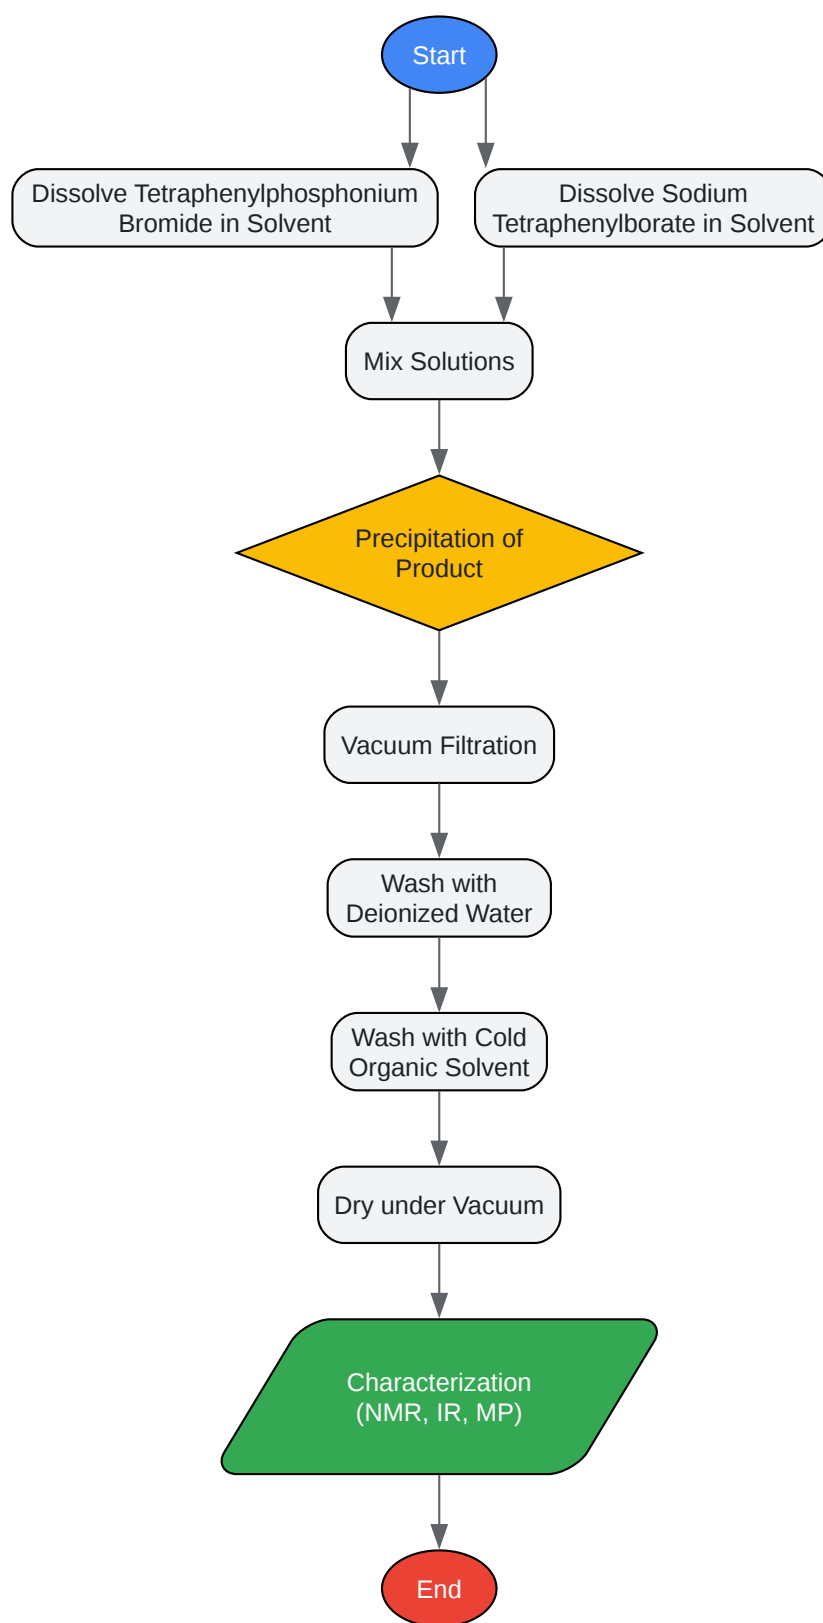 Start
Dissolve Tetraphenylphosphonium
Bromide in Solvent
Dissolve Sodium
Tetraphenylborate in Solvent
Mix Solutions
Precipitation of
Product
Vacuum Filtration
Wash with
Deionized Water
Wash with Cold
Organic Solvent
Dry under Vacuum
Characterization
(NMR, IR, MP)
End